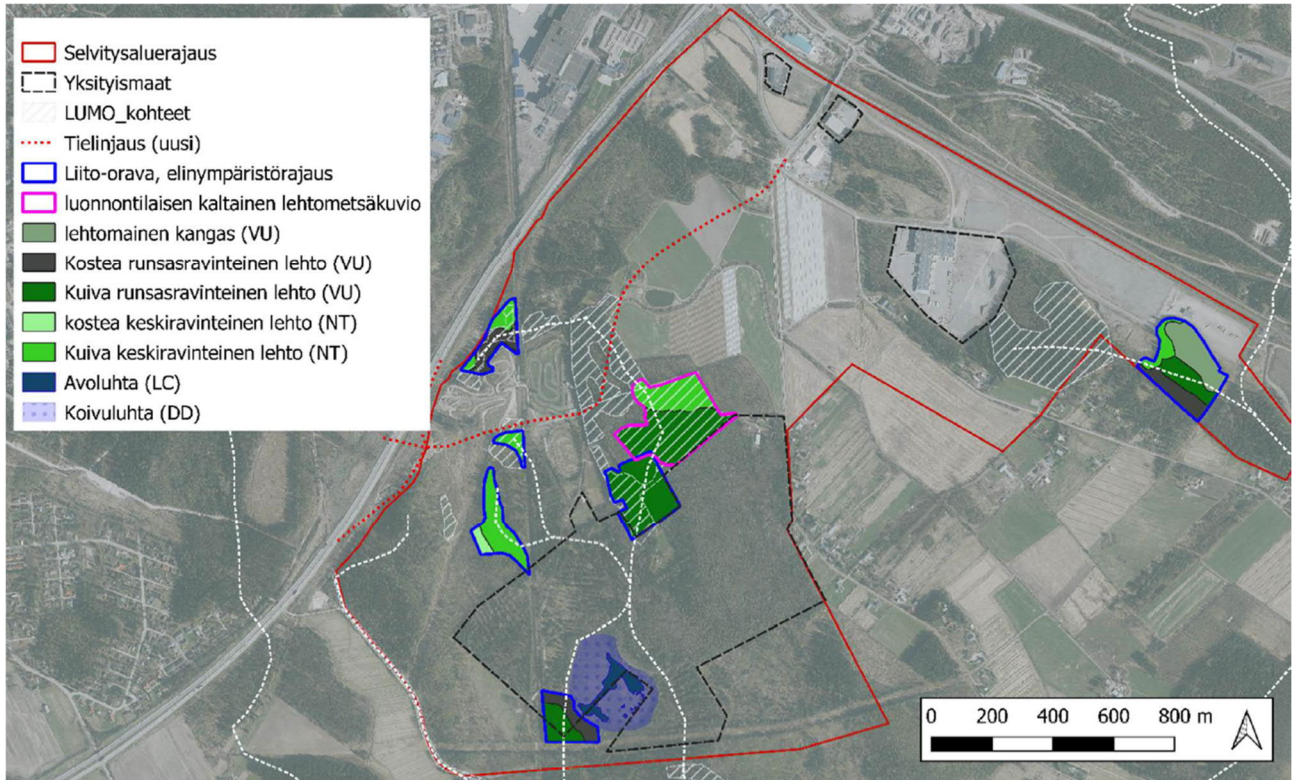 Selvitysaluerajaus
Yksityismaat
LUMO_kohteet
Tielinjaus (uusi)
Liito-orava, elinympäristörajaus
luonnontilaisen kaltainen lehtometsäkuvio
lehtomainen kangas (VU)
Kostea runsasravinteinen lehto (VU)
Kuiva runsasravinteinen lehto (VU)
kostea keskiravinteinen lehto (NT)
Kuiva keskiravinteinen lehto (NT)
Avoluhta (LC)
Koivuluhta (DD)
0 200 400 600 800 m